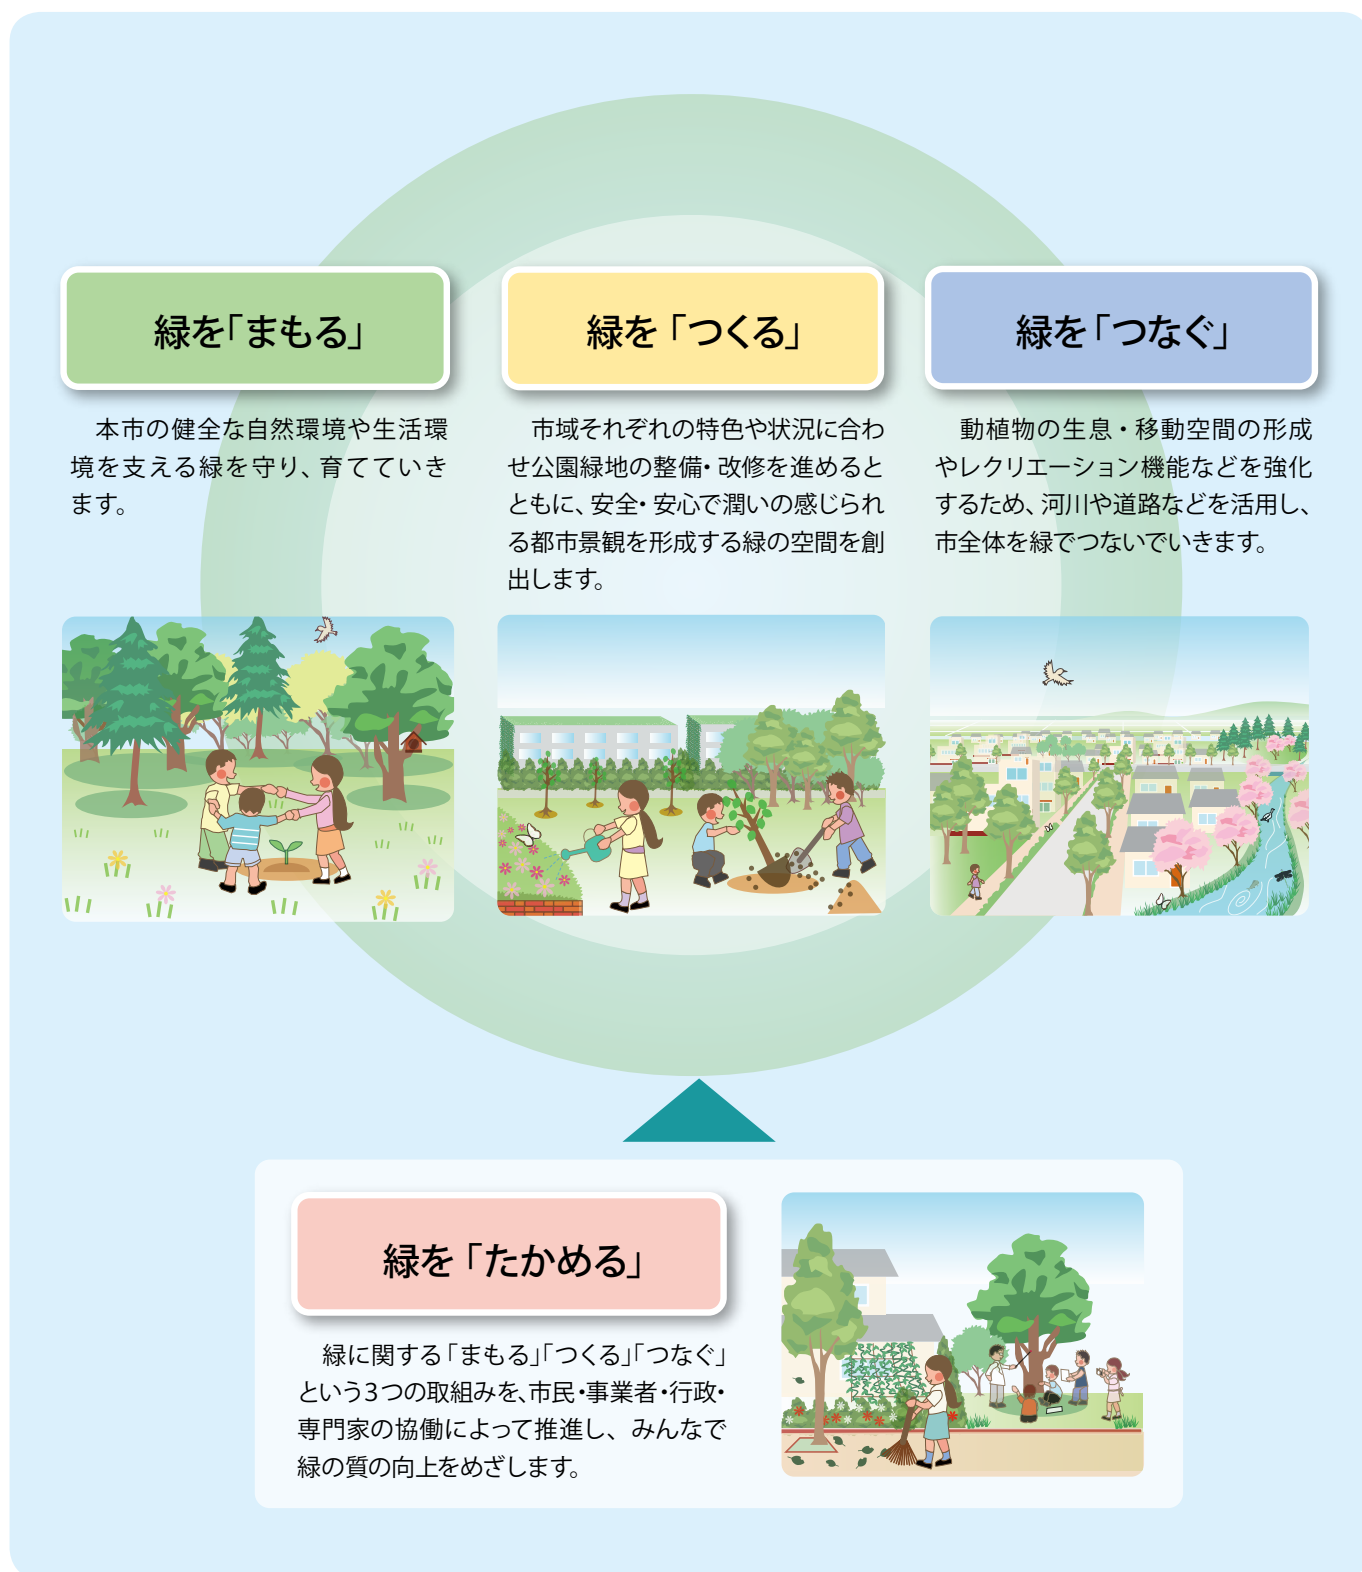 緑を「まもる」
本市の健全な自然環境や生活環
境を支える緑を守り、育てていき
ます。
緑を「つくる」
市域それぞれの特色や状況に合わ
せ公園緑地の整備・改修を進めると
ともに、安全・安心で潤いの感じられ
る都市景観を形成する緑の空間を創
出します。
緑を「つなぐ」
動植物の生息・移動空間の形成
やレクリエーション機能などを強化
するため、河川や道路などを活用し、
市全体を緑でつないでいきます。
緑を「たかめる」
緑に関する「まもる」「つくる」「つなぐ」
という3つの取組みを、市民・事業者・行政・
専門家の協働によって推進し、みんなで
緑の質の向上をめざします。